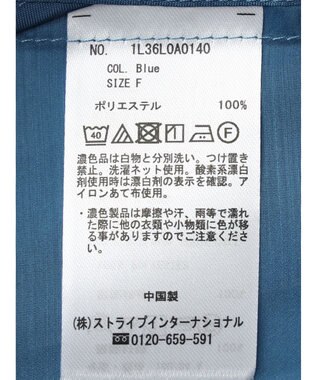 NO. 1L36L0A0140
COL. Blue
SIZE F
ポリエステル 100%
40 F
濃色品は白物と分別洗い。つけ置き
禁止。洗濯ネット使用。酸素系漂白
剤使用時は漂白剤の表示を確認。ア
イロンあて布使用。
・濃色製品は摩擦や汗、雨等で濡れ
た際に他の衣類や小物類に色が移
る事がありますのでご注意くださ
い。
中国製
(株)ストライプインターナショナル
☎0120-659-591